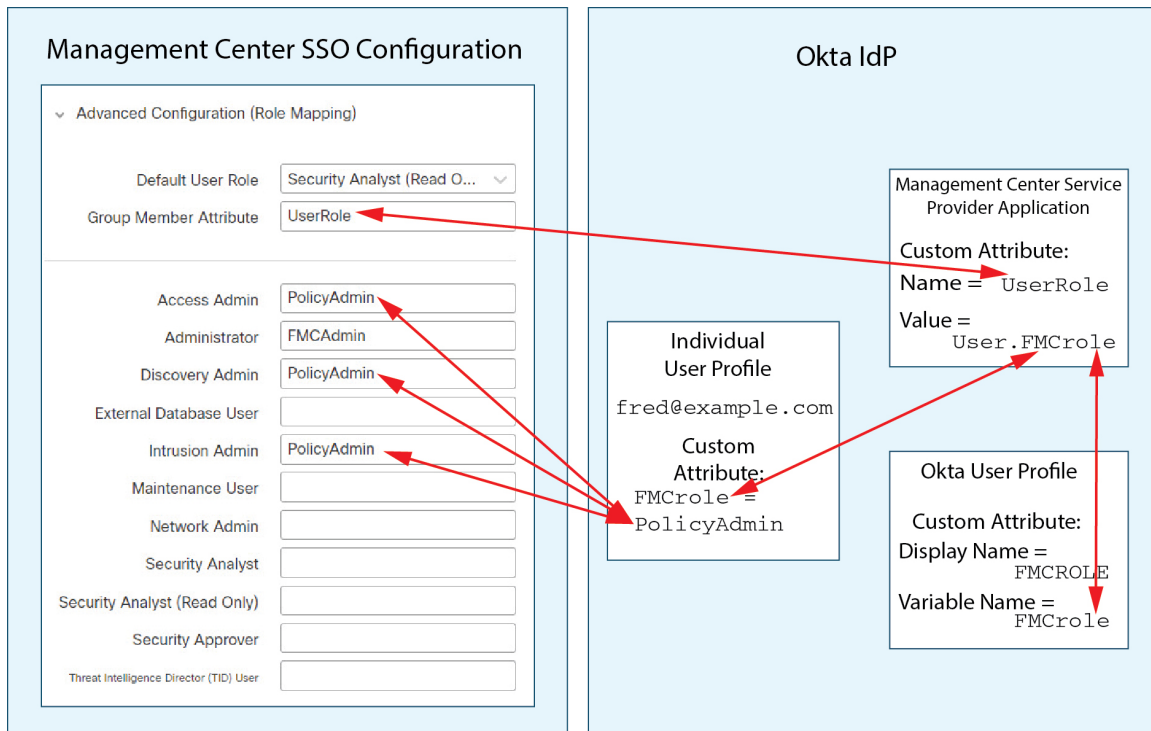 Management Center SSO Configuration
Advanced Configuration (Role Mapping)
Default User Role Security Analyst (Read O...
Group Member Attribute UserRole
Access Admin PolicyAdmin
Administrator FMCAdmin
Discovery Admin PolicyAdmin
External Database User
Intrusion Admin PolicyAdmin
Maintenance User
Network Admin
Security Analyst
Security Analyst (Read Only)
Security Approver
Threat Intelligence Director (TID) User
Okta IdP
Individual
User Profile
fred@example.com
Custom
Attribute:
FMCrole =
PolicyAdmin
Management Center Service
Provider Application
Custom Attribute:
Name = UserRole
Value =
User.FMCrole
Okta User Profile
Custom Attribute:
Display Name =
FMCROLE
Variable Name =
FMCrole